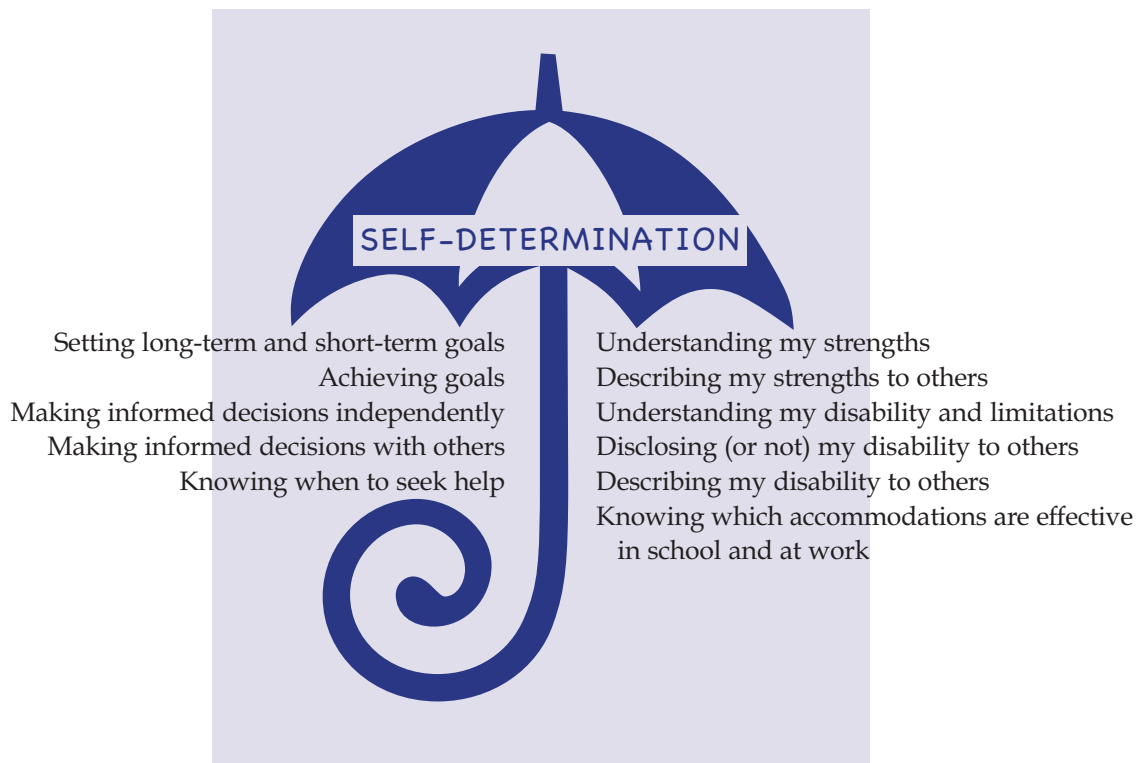 SELF-DETERMINATION
Setting long-term and short-term goals
Achieving goals
Making informed decisions independently
Making informed decisions with others
Knowing when to seek help
Understanding my strengths
Describing my strengths to others
Understanding my disability and limitations
Disclosing (or not) my disability to others
Describing my disability to others
Knowing which accommodations are effective
in school and at work